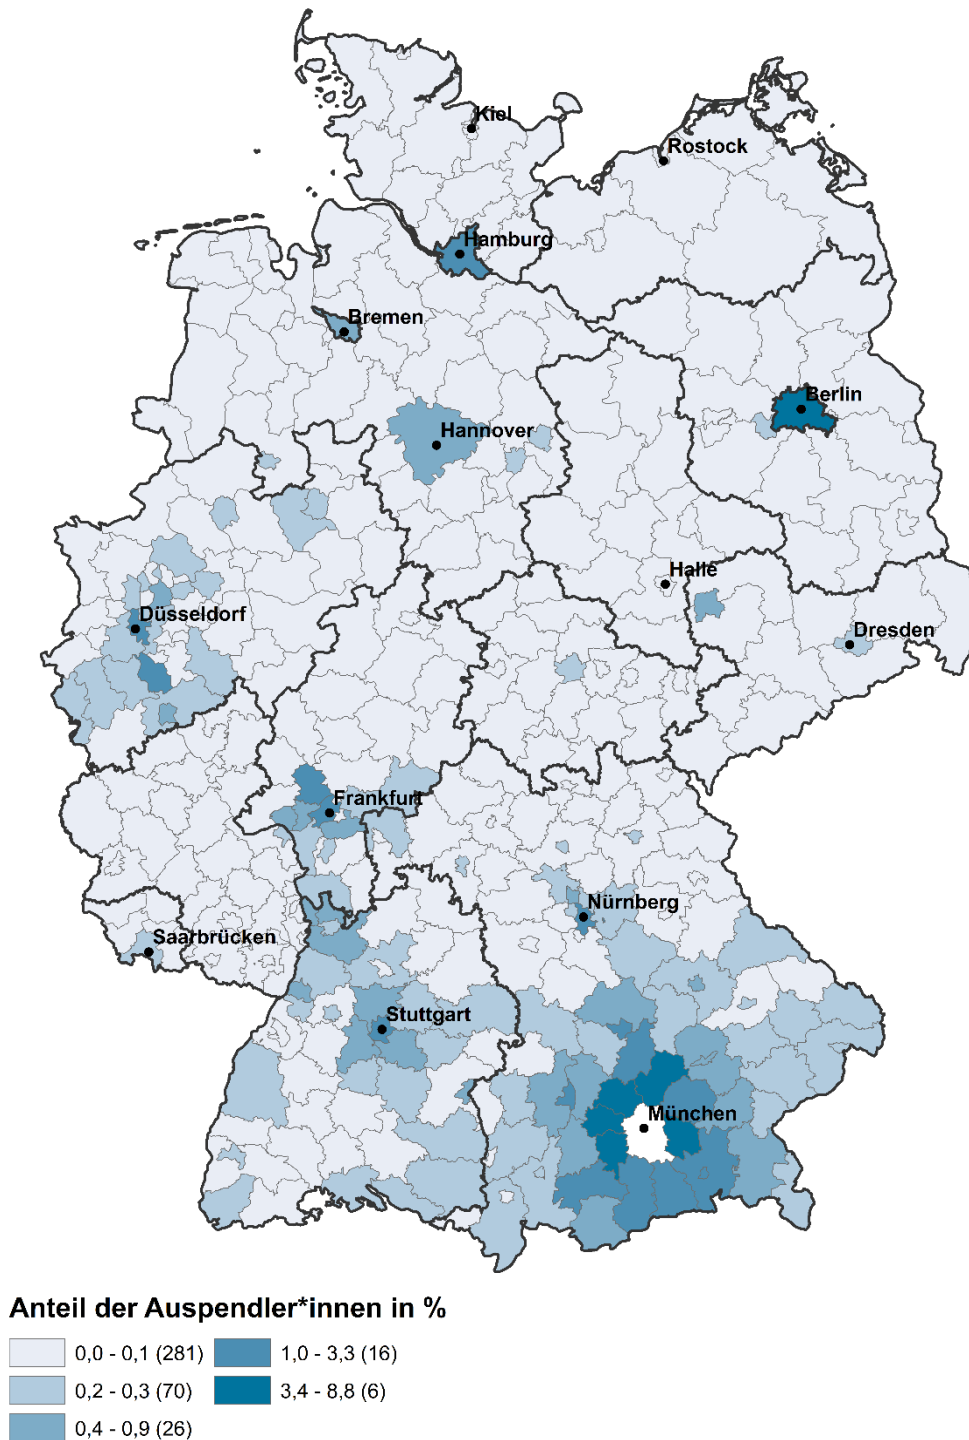 Kiel
Rostock
Hamburg
Bremen
Berlin
Hannover
Halle
Düsseldorf
Dresden
Frankfurt
Nürnberg
Saarbrücken
Stuttgart
München
Anteil der Auspendler*innen in %
0,0 - 0,1 (281)
1,0 - 3,3 (16)
0,2 - 0,3 (70)
3,4 - 8,8 (6)
0,4 - 0,9 (26)